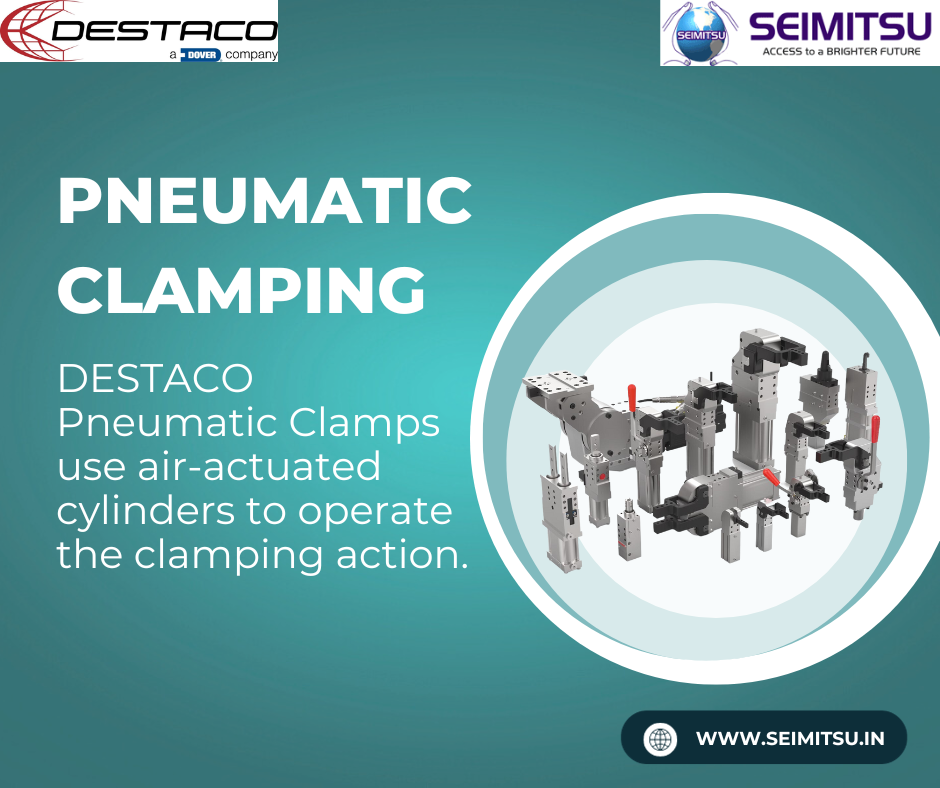 DESTACO
a DOVER company
SEIMITSU
SEIMITSU
ACCESS to a BRIGHTER FUTURE
PNEUMATIC
CLAMPING
DESTACO
Pneumatic Clamps
use air-actuated
cylinders to operate
the clamping action.
WWW.SEIMITSU.IN